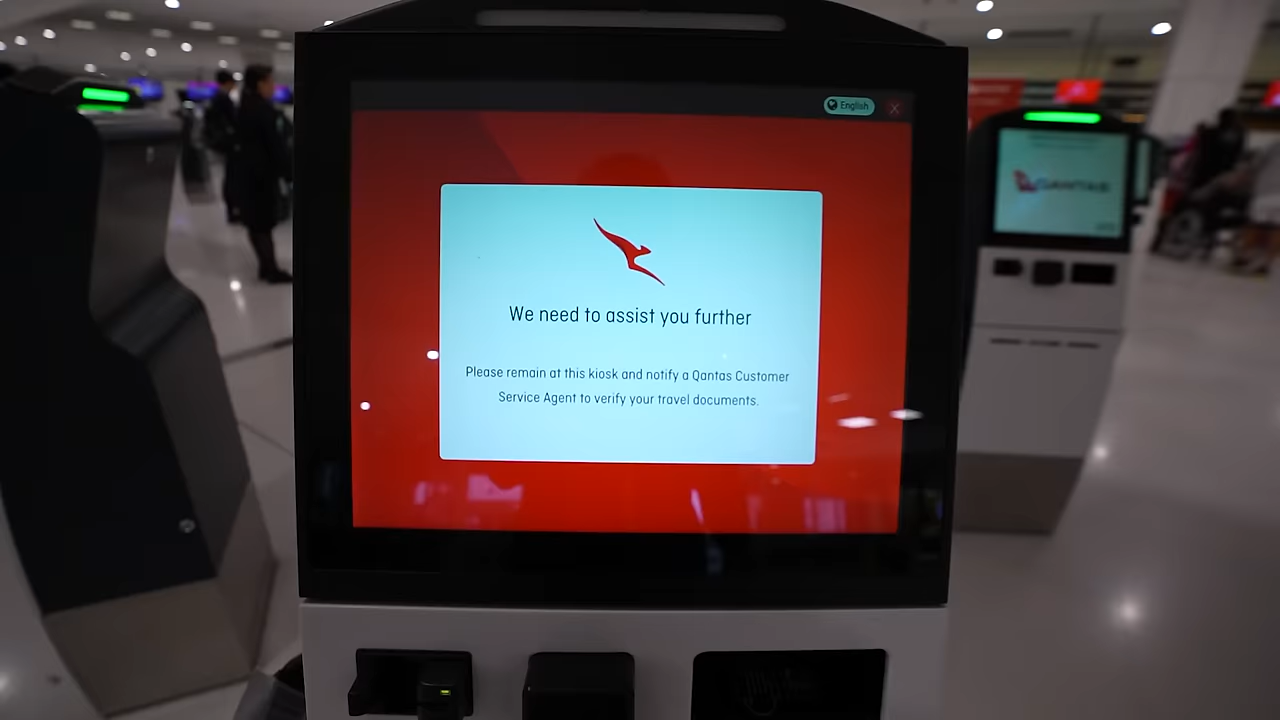 English
We need to assist you further
Please remain at this kiosk and notify a Qantas Customer
Service Agent to verify your travel documents.
QANTAS